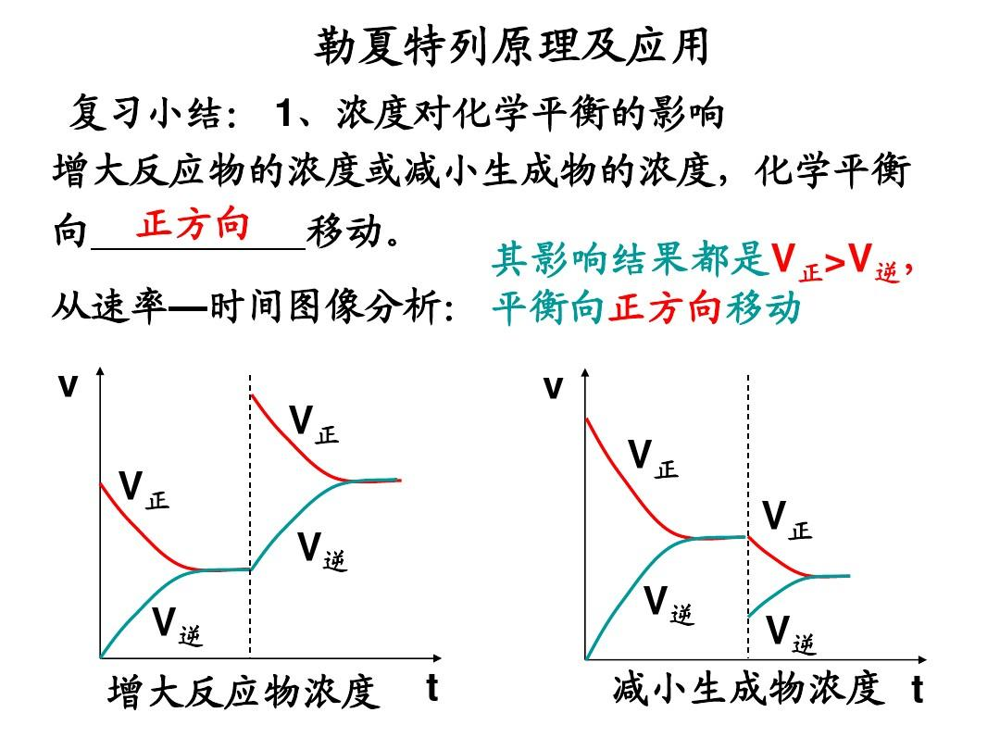 勒夏特列原理及应用
复习小结： 1、浓度对化学平衡的影响
增大反应物的浓度或减小生成物的浓度，化学平衡
向 正方向 移动。
其影响结果都是V正>V逆，
从速率—时间图像分析：
平衡向正方向移动
v
V正
V正
V逆
V逆
t
增大反应物浓度
v
V正
V正
V逆
V逆
t
减小生成物浓度